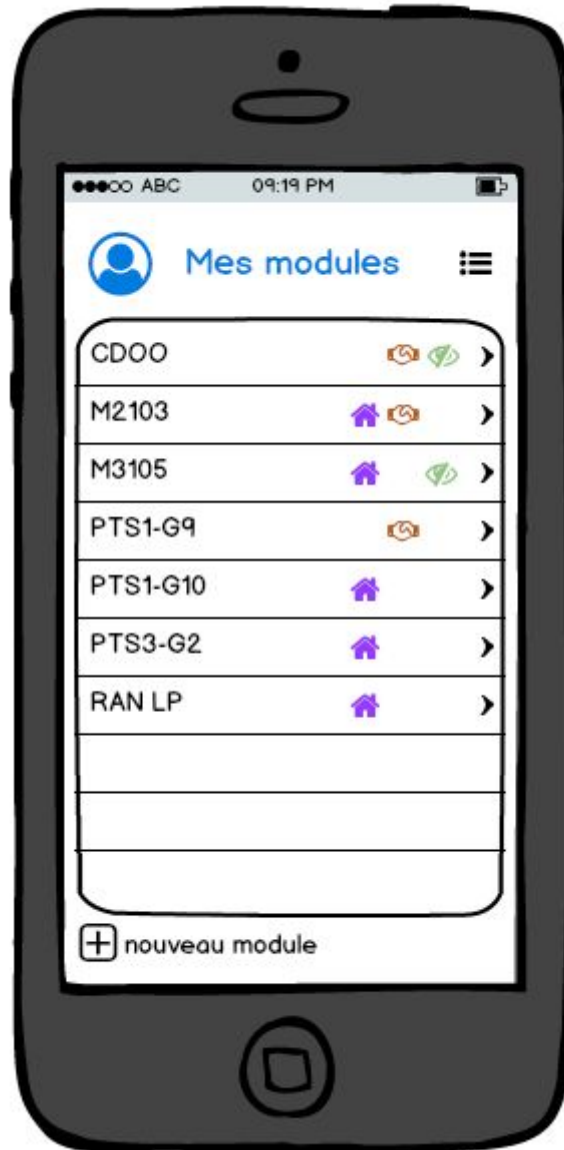 ABC 09:19 PM
Mes modules
CDOO
M2103
M3105
PTS1-G9
PTS1-G10
PTS3-G2
RAN LP
nouveau module